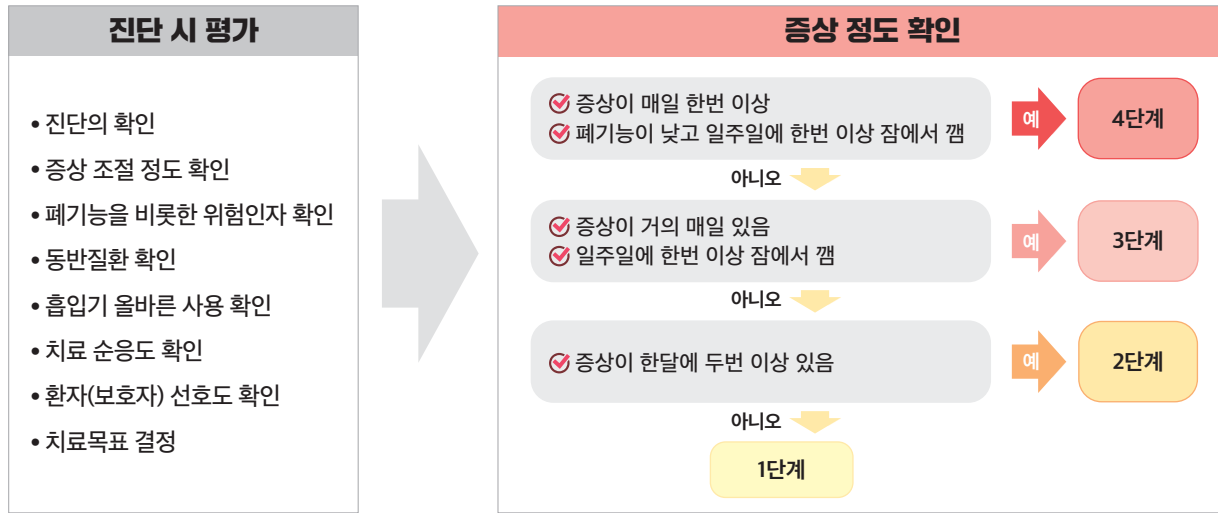 진단 시 평가
• 진단의 확인
• 증상 조절 정도 확인
• 폐기능을 비롯한 위험인자 확인
• 동반질환 확인
• 흡입기 올바른 사용 확인
• 치료 순응도 확인
• 환자(보호자) 선호도 확인
• 치료목표 결정
증상 정도 확인
증상이 매일 한번 이상
폐기능이 낮고 일주일에 한번 이상 잠에서 깸
예
4단계
아니오
증상이 거의 매일 있음
일주일에 한번 이상 잠에서 깸
예
3단계
아니오
증상이 한달에 두번 이상 있음
예
2단계
아니오
1단계